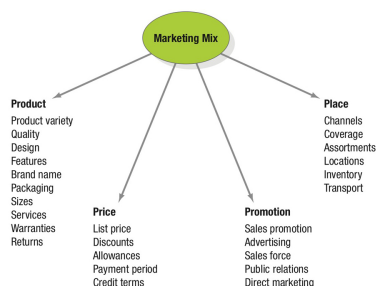 Marketing Mix
Product
Product variety
Quality
Design
Features
Brand name
Packaging
Sizes
Services
Warranties
Returns
Price
List price
Discounts
Allowances
Payment period
Credit terms
Promotion
Sales promotion
Advertising
Sales force
Public relations
Direct marketing
Place
Channels
Coverage
Assortments
Locations
Inventory
Transport